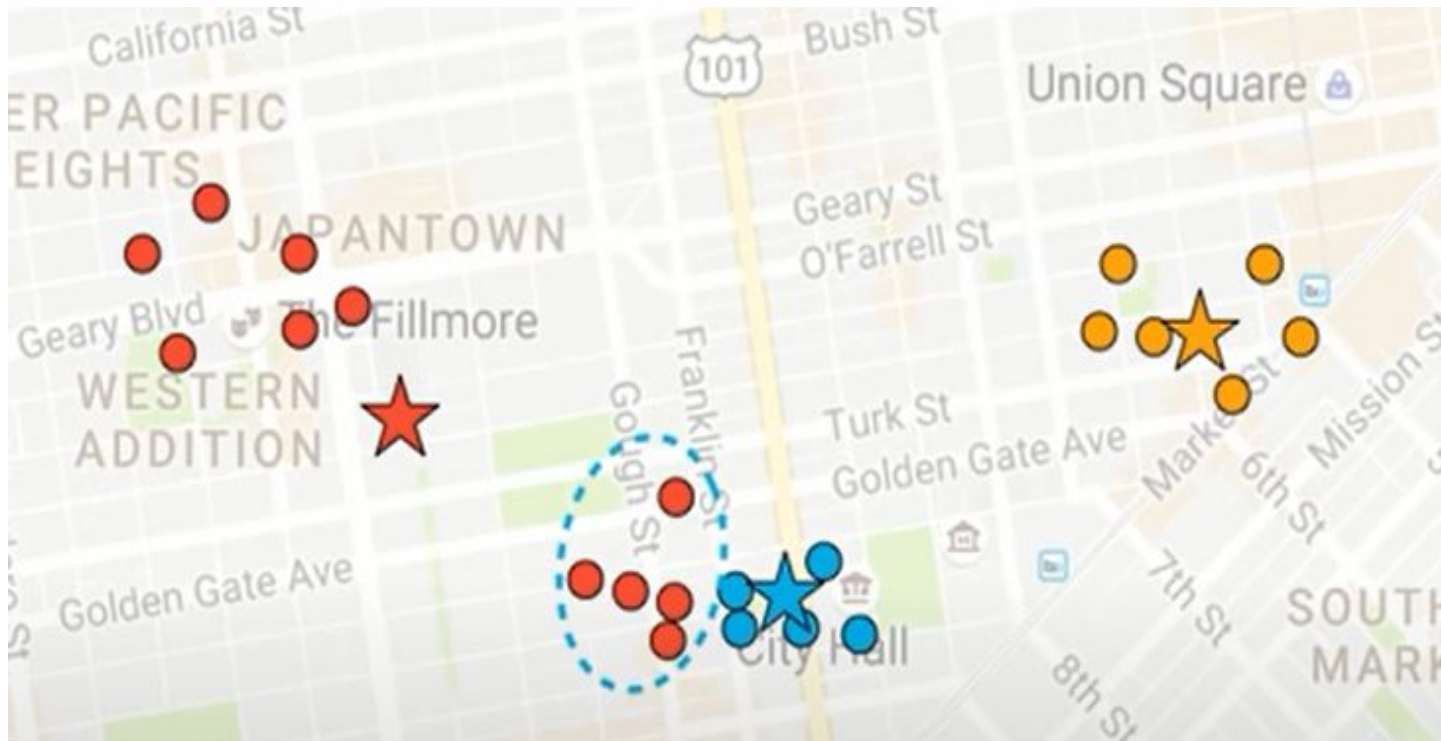 California St
Bush St
101
Union Square
ER PACIFIC
EIGHTS
JAPANTOWN
Geary St
O'Farrell St
Geary Blvd
The Fillmore
WESTERN
ADDITION
Gough St
Franklin St
Turk St
Golden Gate Ave
Market St
Mission St
6th St
7th St
8th St
Golden Gate Ave
City Hall
SOUTH
MARK